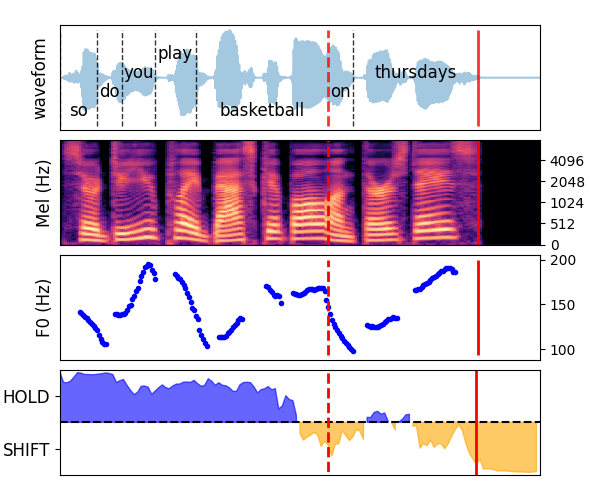 waveform
so
do
you
play
basketball
on
thursdays
Mel (Hz)
4096
2048
1024
512
0
F0 (Hz)
200
150
100
HOLD
SHIFT